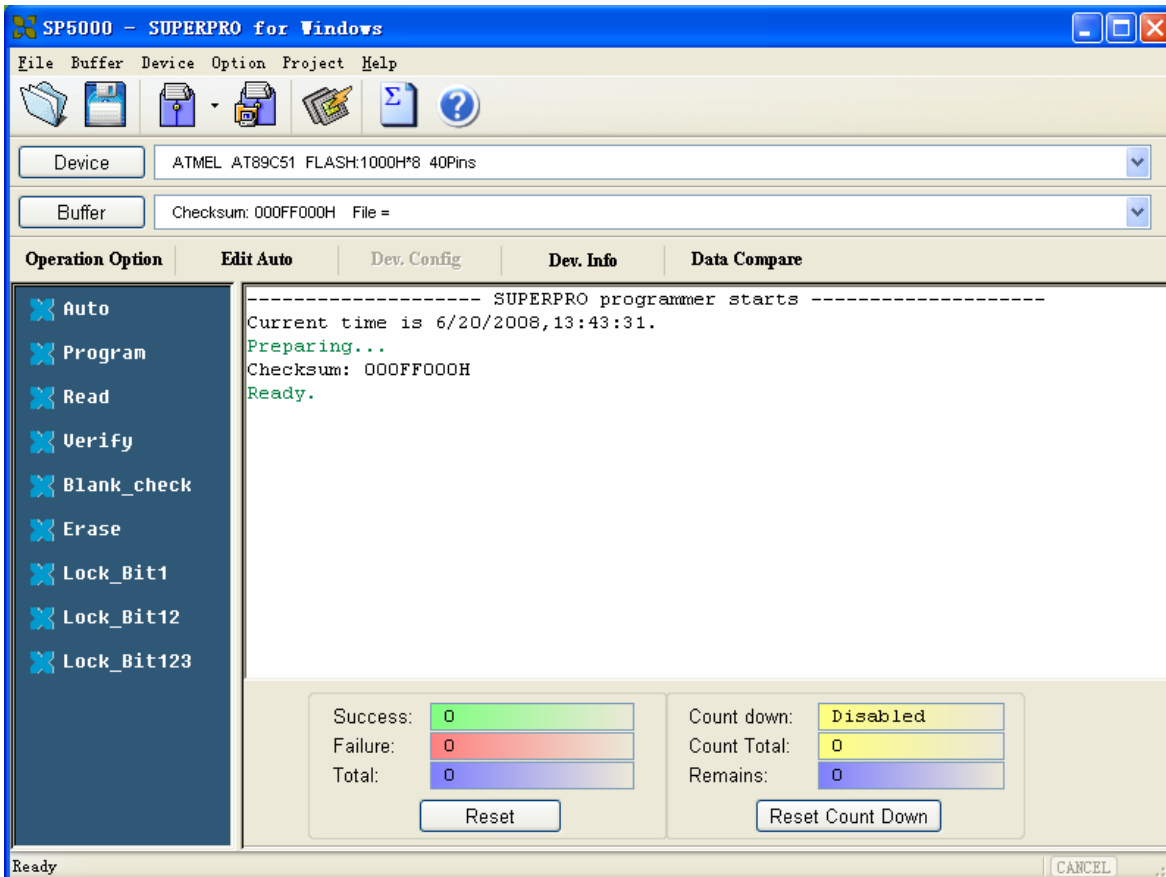 SP5000 - SUPERPRO for Windows
File Buffer Device Option Project Help
Device ATMEL AT89C51 FLASH:1000H*8 40Pins
Buffer Checksum: 000FF000H File =
Operation Option Edit Auto Dev. Config Dev. Info Data Compare
Auto
Program
Read
Verify
Blank_check
Erase
Lock_Bit1
Lock_Bit12
Lock_Bit123
-------------------- SUPERPRO programmer starts --------------------
Current time is 6/20/2008,13:43:31.
Preparing...
Checksum: 000FF000H
Ready.
Success: 0
Failure: 0
Total: 0
Reset
Count down: Disabled
Count Total: 0
Remains: 0
Reset Count Down
Ready CANCEL